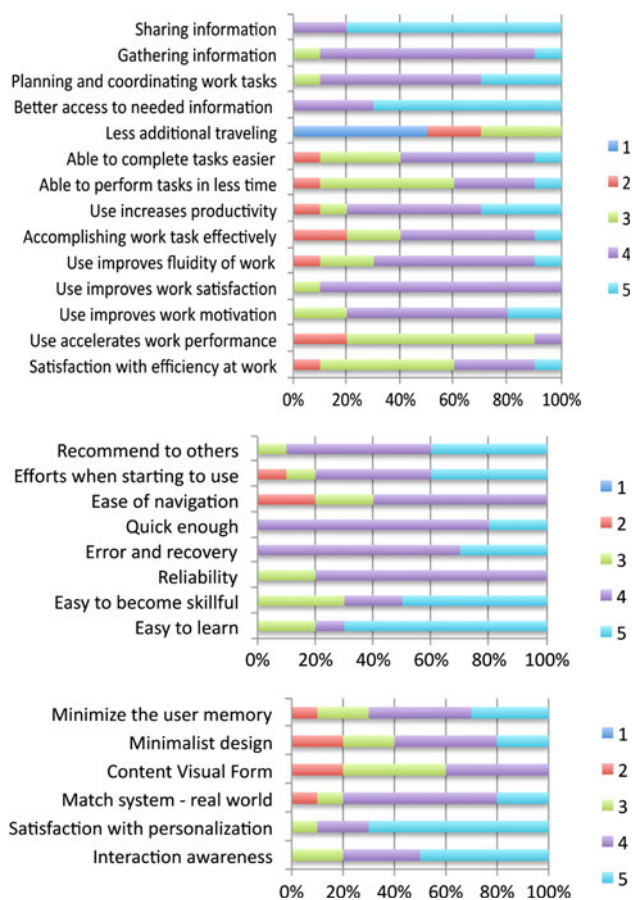 Sharing information
Gathering information
Planning and coordinating work tasks
Better access to needed information
Less additional traveling
Able to complete tasks easier
Able to perform tasks in less time
Use increases productivity
Accomplishing work task effectively
Use improves fluidity of work
Use improves work satisfaction
Use improves work motivation
Use accelerates work performance
Satisfaction with efficiency at work
0% 20% 40% 60% 80% 100%
1
2
3
4
5
Recommend to others
Efforts when starting to use
Ease of navigation
Quick enough
Error and recovery
Reliability
Easy to become skillful
Easy to learn
0% 20% 40% 60% 80% 100%
1
2
3
4
5
Minimize the user memory
Minimalist design
Content Visual Form
Match system - real world
Satisfaction with personalization
Interaction awareness
0% 20% 40% 60% 80% 100%
1
2
3
4
5